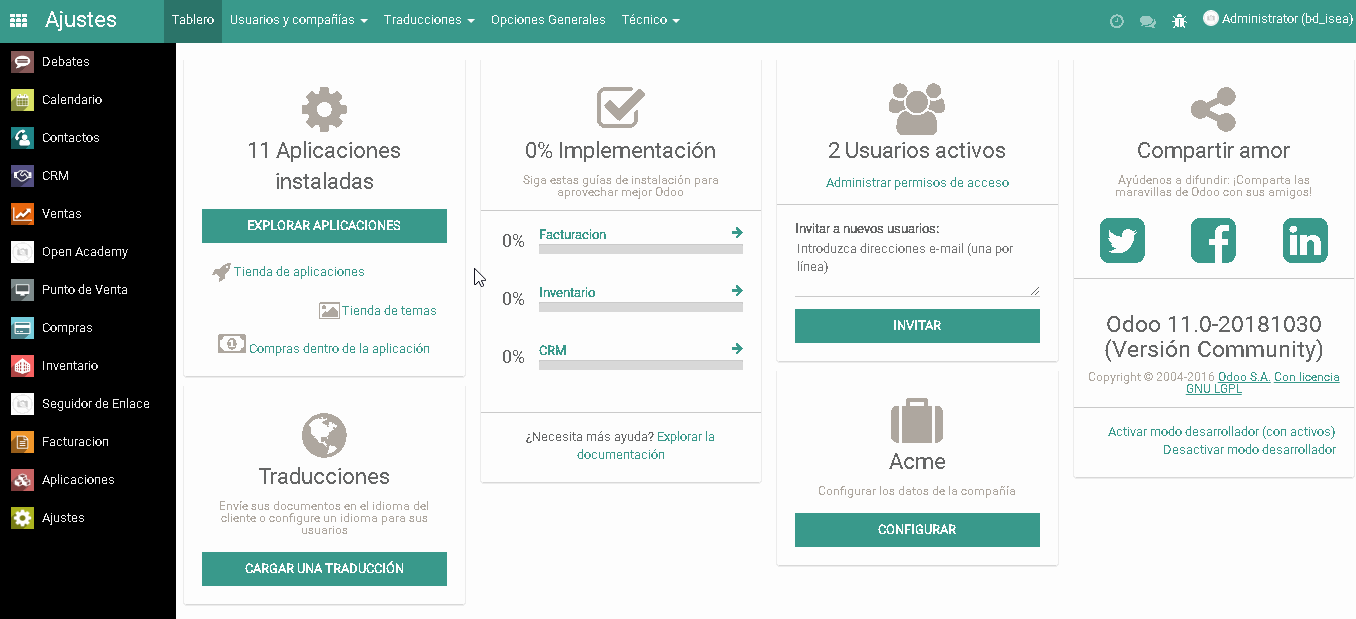 Ajustes
Tablero
Usuarios y compañías
Traducciones
Opciones Generales
Técnico
Administrator (bd_isea)
Debates
Calendario
Contactos
CRM
Ventas
Open Academy
Punto de Venta
Compras
Inventario
Seguidor de Enlace
Facturacion
Aplicaciones
Ajustes
11 Aplicaciones
instaladas
EXPLORAR APLICACIONES
Tienda de aplicaciones
Tienda de temas
Compras dentro de la aplicación
Traducciones
Envíe sus documentos en el idioma del
cliente o configure un idioma para sus
usuarios
CARGAR UNA TRADUCCIÓN
0% Implementación
Siga estas guías de instalación para
aprovechar mejor Odoo
0% Facturacion
0% Inventario
0% CRM
¿Necesita más ayuda? Explorar la
documentación
2 Usuarios activos
Administrar permisos de acceso
Invitar a nuevos usuarios:
Introduzca direcciones e-mail (una por
línea)
INVITAR
Acme
Configurar los datos de la compañía
CONFIGURAR
Compartir amor
Ayúdenos a difundir: ¡Comparta las
maravillas de Odoo con sus amigos!
Odoo 11.0-20181030
(Versión Community)
Copyright © 2004-2016 Odoo S.A. Con licencia
GNU LGPL
Activar modo desarrollador (con activos)
Desactivar modo desarrollador